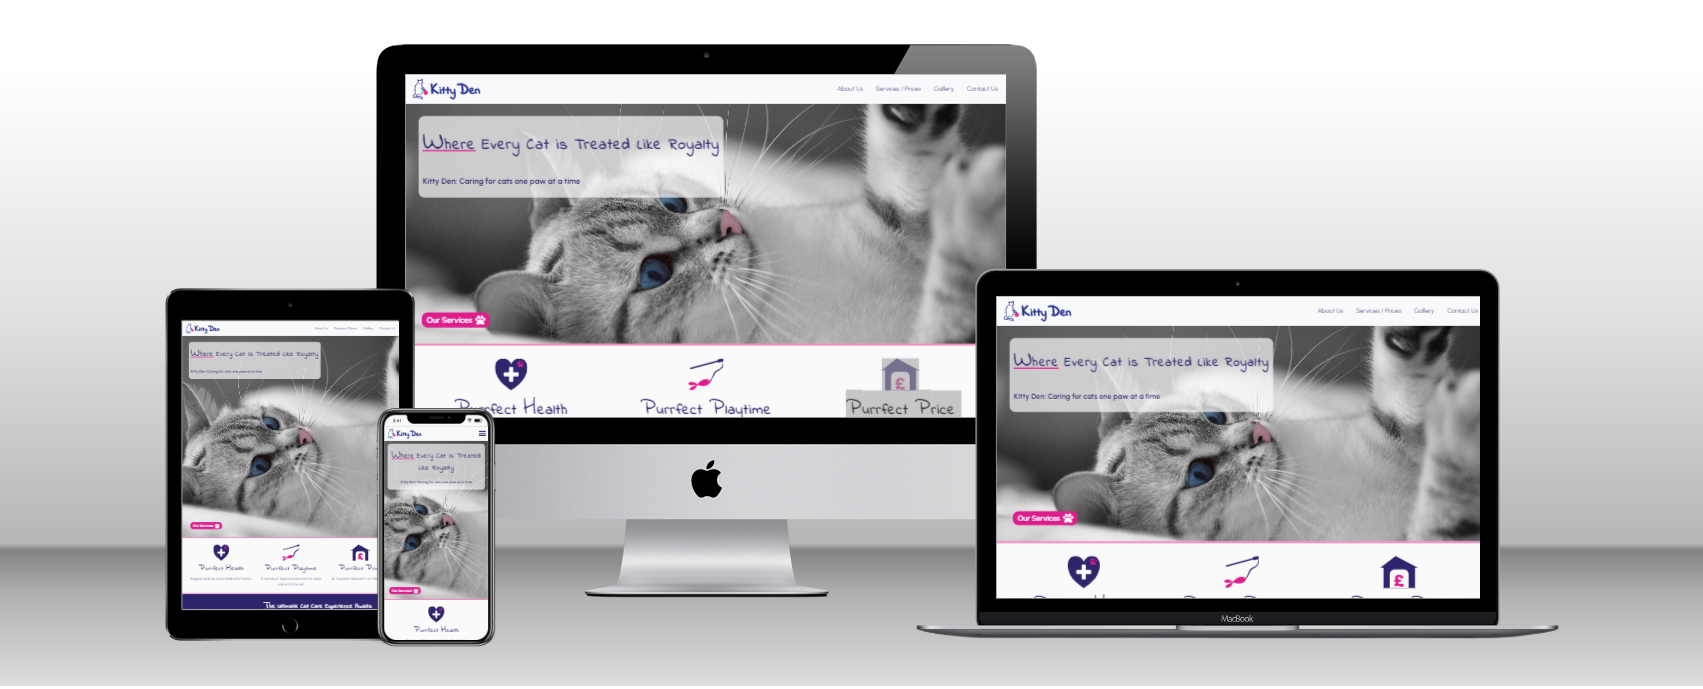 Kitty Den
About Us Services / Prices Gallery Contact Us
Where Every Cat is Treated Like Royalty
Kitty Den: Caring for cats one paw at a time
Our Services
£
Purrfect Health Purrfect Playtime Purrfect Price
Kitty Den
About Us Services / Prices Gallery Contact Us
Where Every Cat is Treated Like Royalty
Kitty Den: Caring for cats one paw at a time
Our Services
£
Purrfect Health Purrfect Playtime Purrfect
The Ultimate Cat Care Experience Awaits
9:41
Kitty Den
Where Every Cat is Treated
Like Royalty
Kitty Den: Caring for cats one paw at a time
Our Services
Purrfect Health
Kitty Den
About Us Services / Prices Gallery Contact Us
Where Every Cat is Treated Like Royalty
Kitty Den: Caring for cats one paw at a time
Our Services
£
MacBook